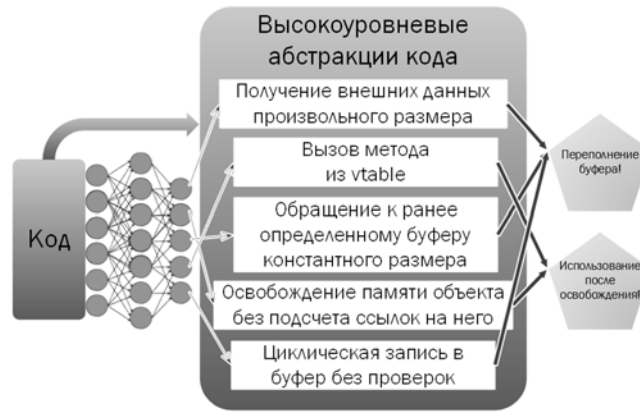 Высокоуровневые
абстракции кода
Получение внешних данных
произвольного размера
Вызов метода
из vtable
Обращение к ранее
определенному буферу
константного размера
Освобождение памяти объекта
без подсчета ссылок на него
Циклическая запись в
буфер без проверок
Код
Переполнение
буфера!
Использование
после
освобождения!